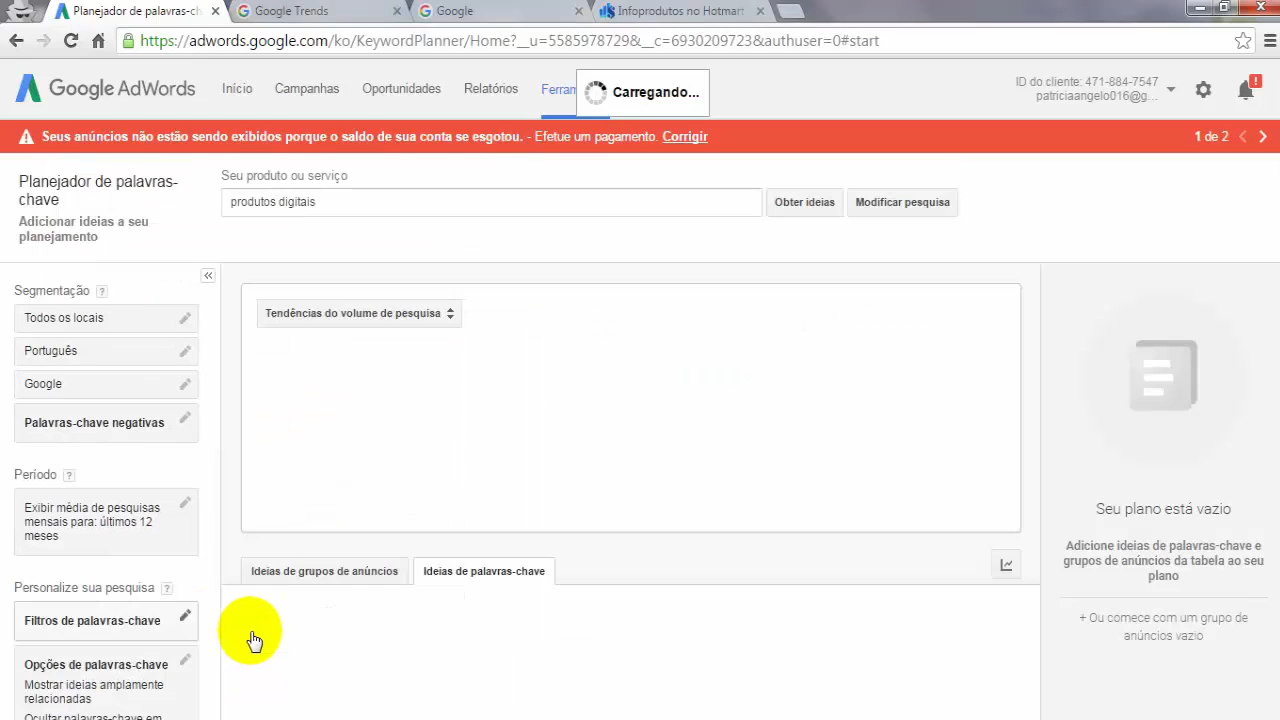 Planejador de palavras-ch
Google Trends
Google
Infoprodutos no Hotmart
https://adwords.google.com/ko/KeywordPlanner/Home?__u=5585978729&__c=6930209723&authuser=0#start
Google AdWords
Início
Campanhas
Oportunidades
Relatórios
Ferram
Carregando...
ID do cliente: 471-884-7547
patriciaangelo016@g...
Seus anúncios não estão sendo exibidos porque o saldo de sua conta se esgotou. - Efetue um pagamento. Corrigir
1 de 2
Planejador de palavras-
chave
Adicionar ideias a seu
planejamento
Seu produto ou serviço
produtos digitais
Obter ideias
Modificar pesquisa
Segmentação ?
Todos os locais
Português
Google
Palavras-chave negativas
Período ?
Exibir média de pesquisas
mensais para: últimos 12
meses
Personalize sua pesquisa ?
Filtros de palavras-chave
Opções de palavras-chave
Mostrar ideias amplamente
relacionadas
Ocultar palavras-chave em
Tendências do volume de pesquisa
Ideias de grupos de anúncios
Ideias de palavras-chave
Seu plano está vazio
Adicione ideias de palavras-chave e
grupos de anúncios da tabela ao seu
plano
+ Ou comece com um grupo de
anúncios vazio